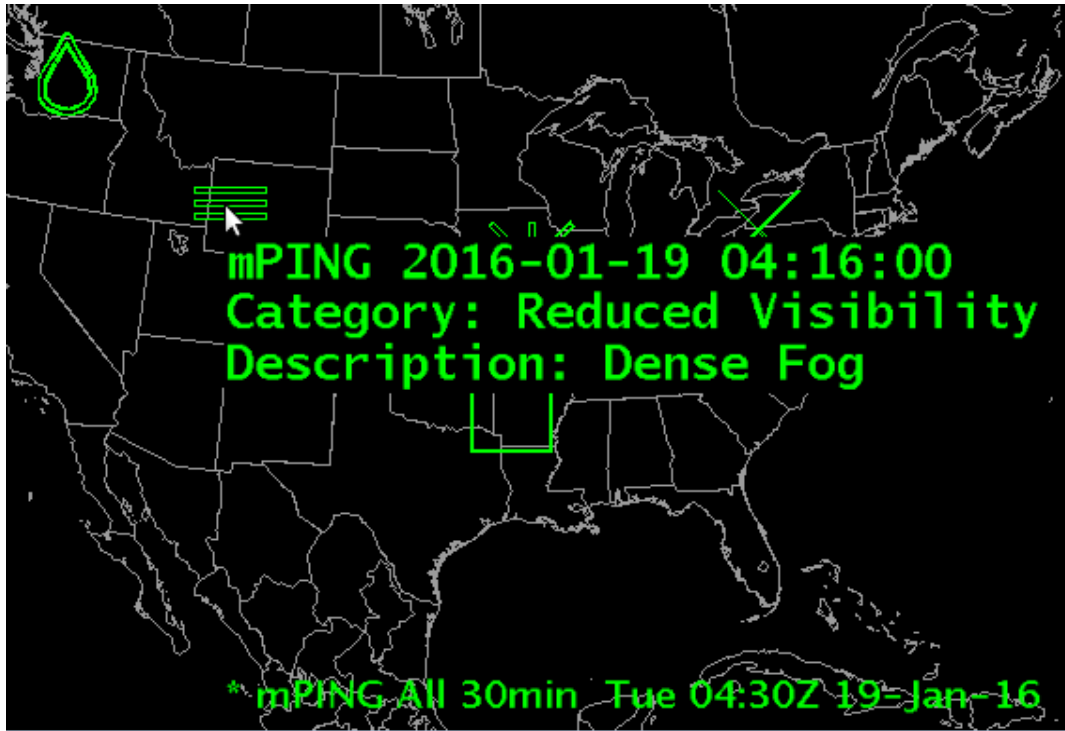 mPING 2016-01-19 04:16:00
Category: Reduced Visibility
Description: Dense Fog
* mPING All 30min Tue 04:30Z 19-Jan-16